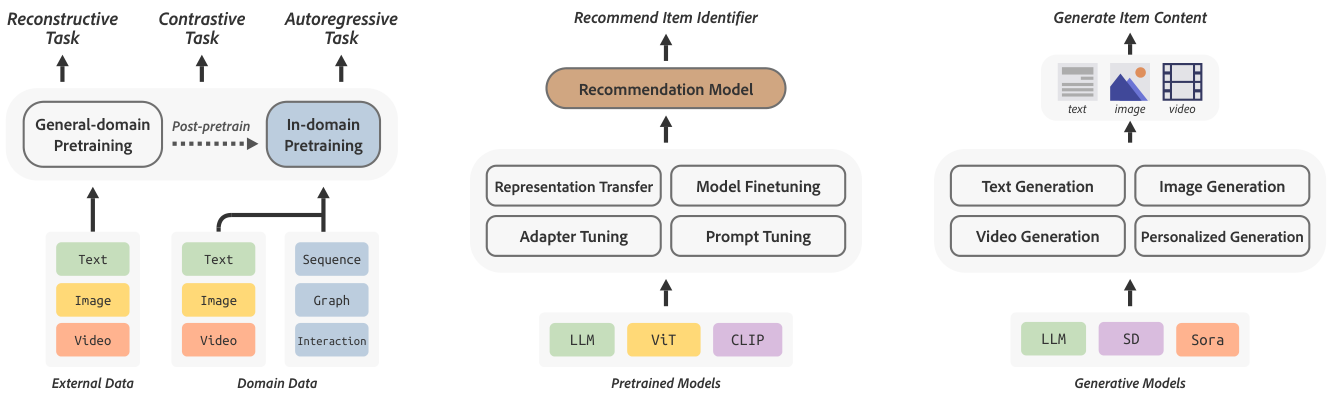 Reconstructive
Task
Contrastive
Task
Autoregressive
Task
General-domain
Pretraining
Post-pretrain
In-domain
Pretraining
Text
Image
Video
Text
Image
Video
Sequence
Graph
Interaction
External Data
Domain Data
Recommend Item Identifier
Recommendation Model
Representation Transfer
Model Finetuning
Adapter Tuning
Prompt Tuning
LLM
ViT
CLIP
Pretrained Models
Generate Item Content
text
image
video
Text Generation
Image Generation
Video Generation
Personalized Generation
LLM
SD
Sora
Generative Models